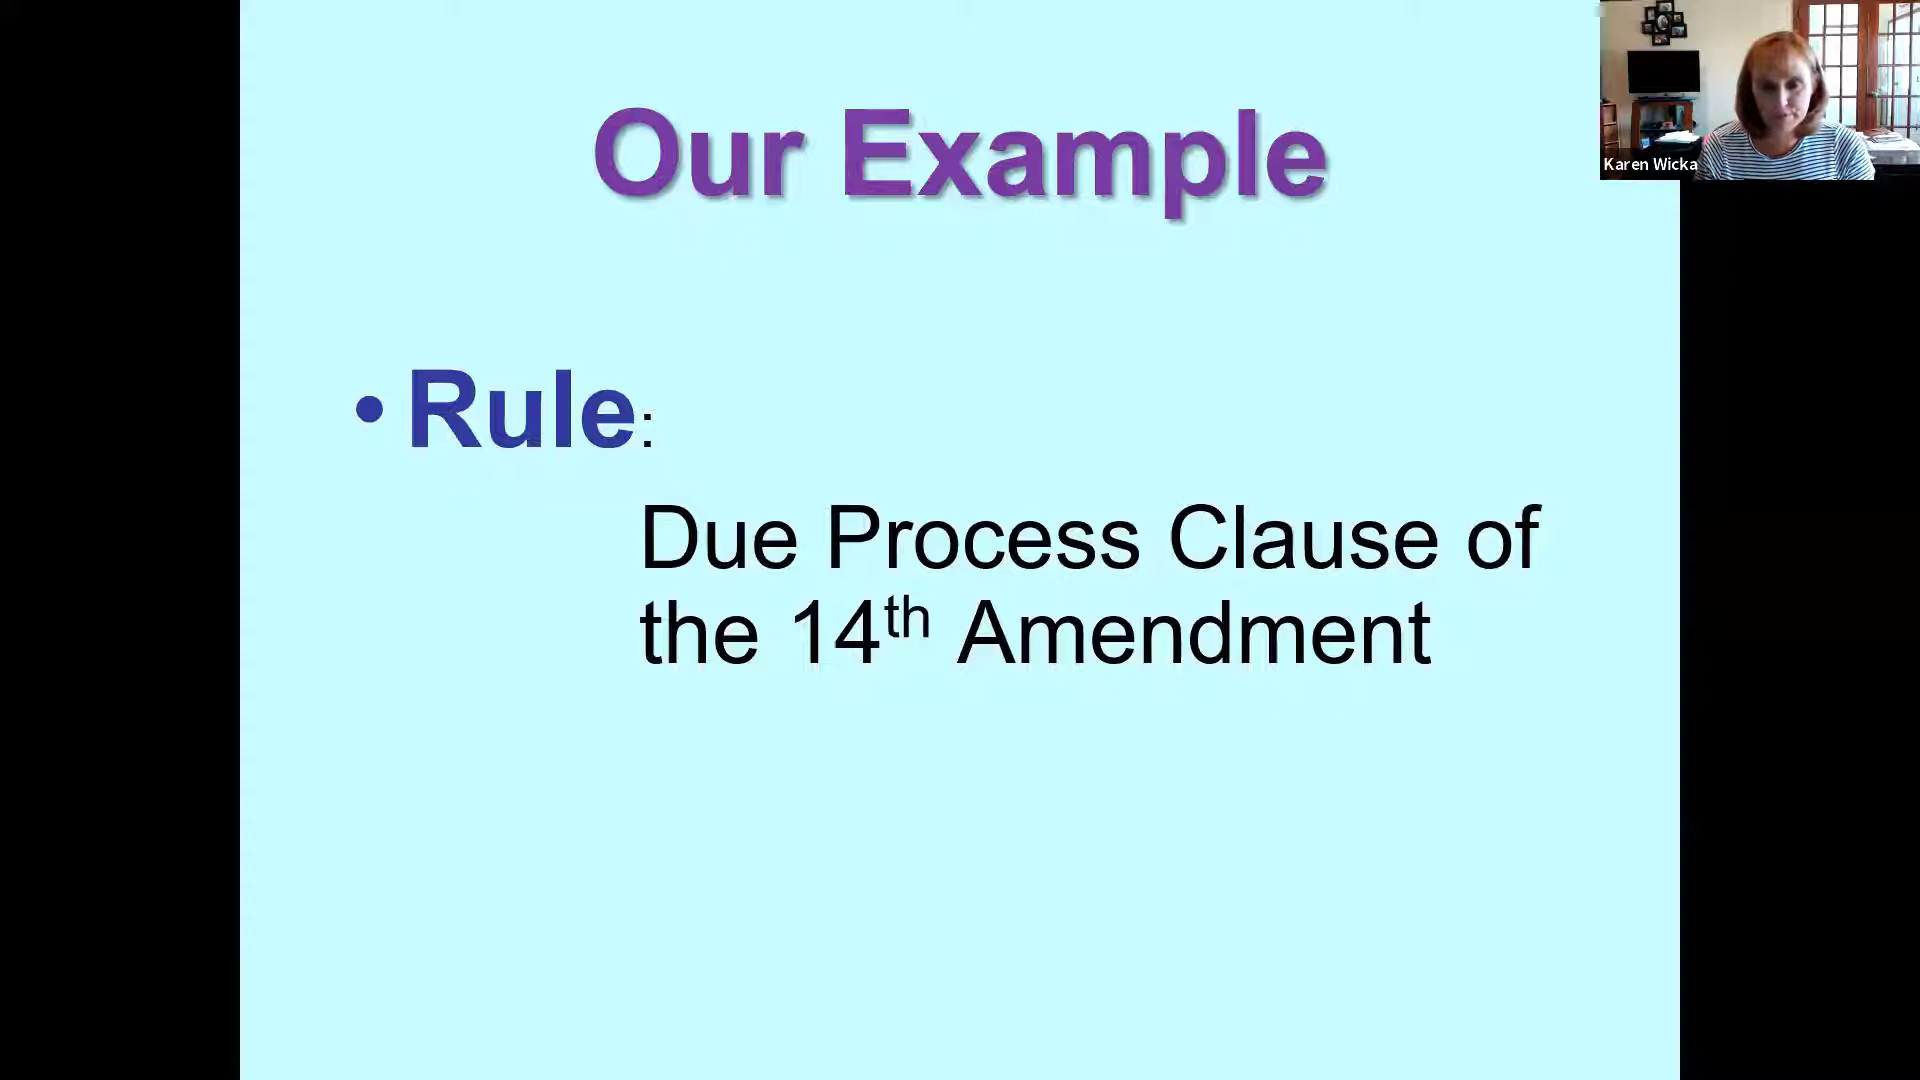 Our Example
Karen Wicka
• Rule:
Due Process Clause of
the 14th Amendment